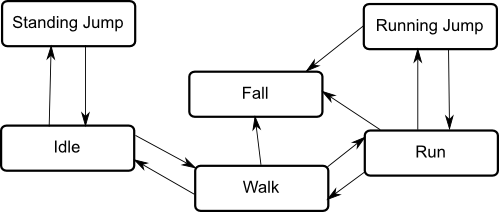 Standing Jump
Running Jump
Fall
Idle
Run
Walk